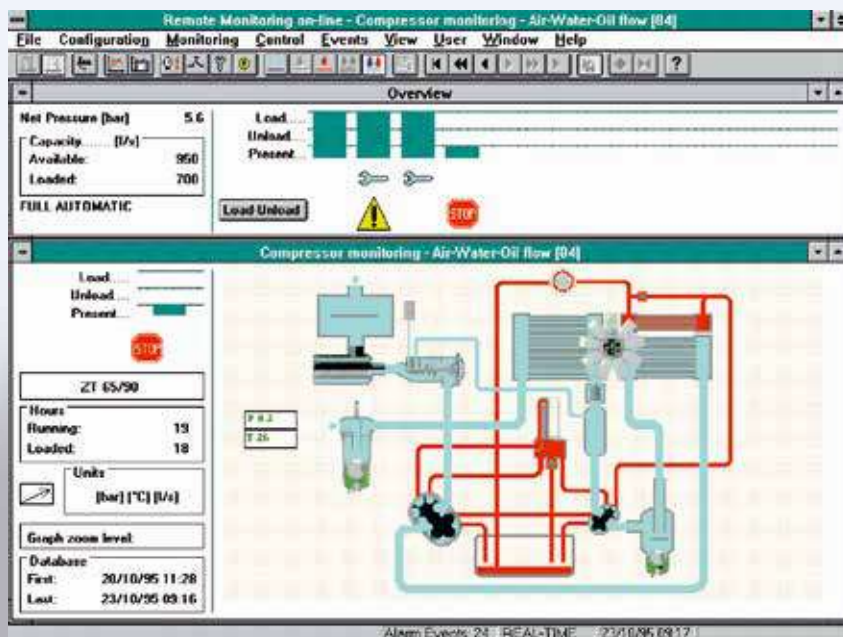 Remote Monitoring on-line - Compressor monitoring - Air-Water-Oil flow [04]
File Configuration Monitoring Control Events View User Window Help
?
Overview
Net Pressure [bar] 5.6
Capacity....... [l/s]
Available: 950
Loaded: 700
FULL AUTOMATIC
Load.....
Unload....
Present....
Load-Unload
STOP
Compressor monitoring - Air-Water-Oil flow [04]
Load.....
Unload....
Present....
STOP
ZT 65/90
Hours
Running: 19
Loaded: 18
Units
[bar] [°C] [l/s]
Graph zoom level:
Database
First: 20/10/95 11:28
Last: 23/10/95 09:16
T 26
Alarm Events: 24 REAL-TIME 23/10/95 09:17